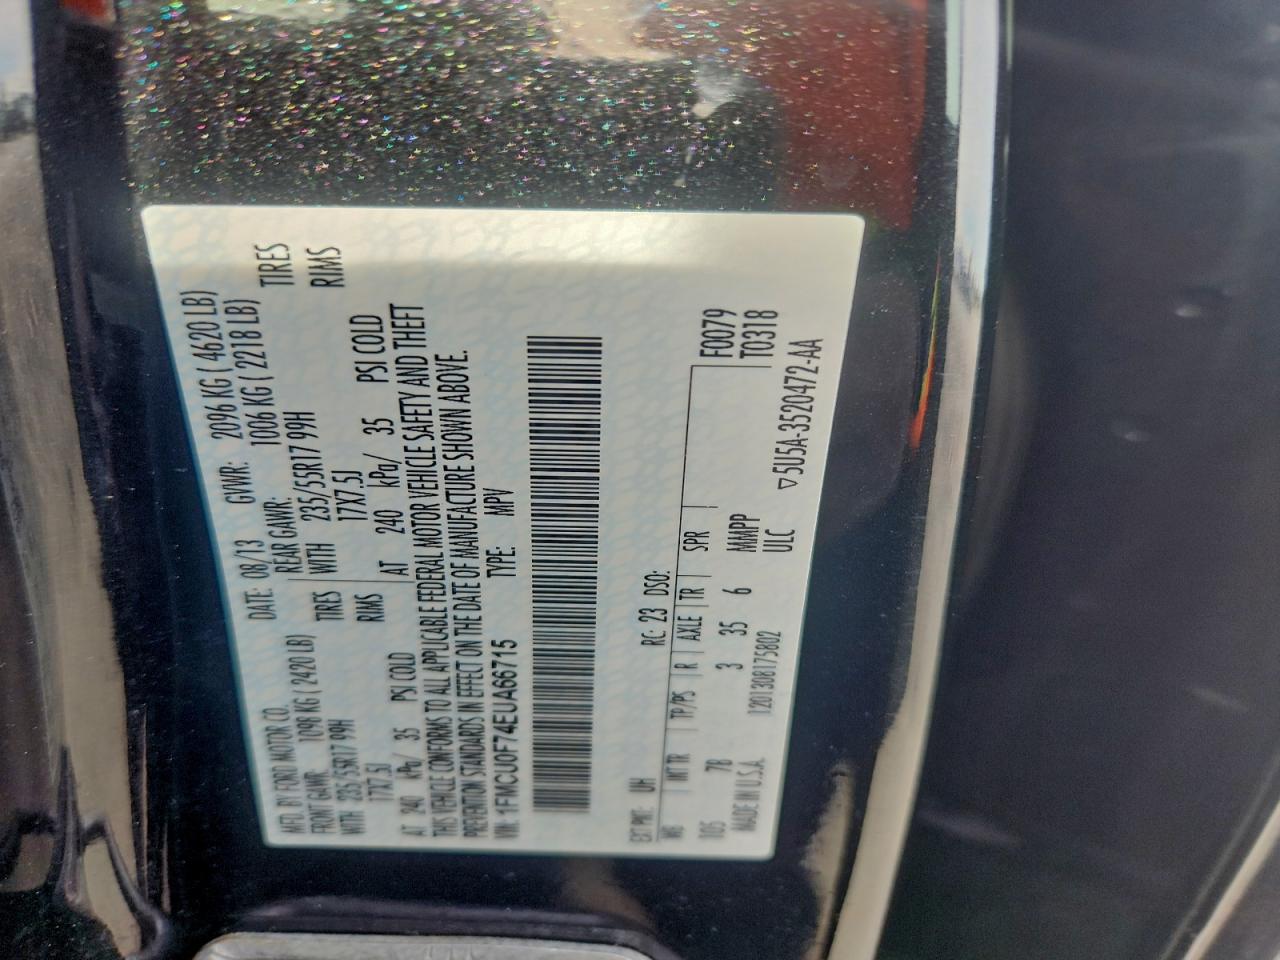 MFD. BY FORD MOTOR CO.
DATE: 08/13 GVWR: 2096 KG ( 4620 LB)
FRONT GAWR: 1098 KG ( 2420 LB)
REAR GAWR: 1006 KG ( 2218 LB)
WITH 235/55R17 99H TIRES
WITH 235/55R17 99H TIRES
17X7.5J RIMS
17X7.5J RIMS
AT 240 kPa/ 35 PSI COLD
AT 240 kPa/ 35 PSI COLD
THIS VEHICLE CONFORMS TO ALL APPLICABLE FEDERAL MOTOR VEHICLE SAFETY AND THEFT
PREVENTION STANDARDS IN EFFECT ON THE DATE OF MANUFACTURE SHOWN ABOVE.
VIN: 1FMCU0F74EUA66715
TYPE: MPV
EXT PNT: UH RC: 23 DSO:
F0079
WB INT TR TP/PS R AXLE TR SPR
T0318
105 7B 3 35 6 MMPP
MADE IN U.S.A. 1201308175802 ULC
▽5U5A-3520472-AA